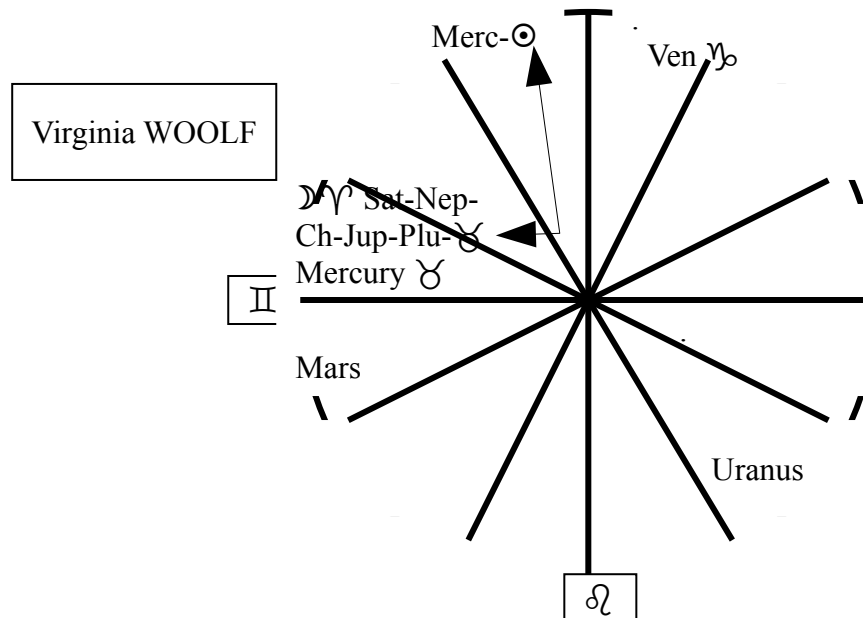 Merc-☉
Ven ♑
Virginia WOOLF
☽♈ Sat-Nep-
Ch-Jup-Plu-♉
Mercury ♉
♊
Mars
Uranus
♌